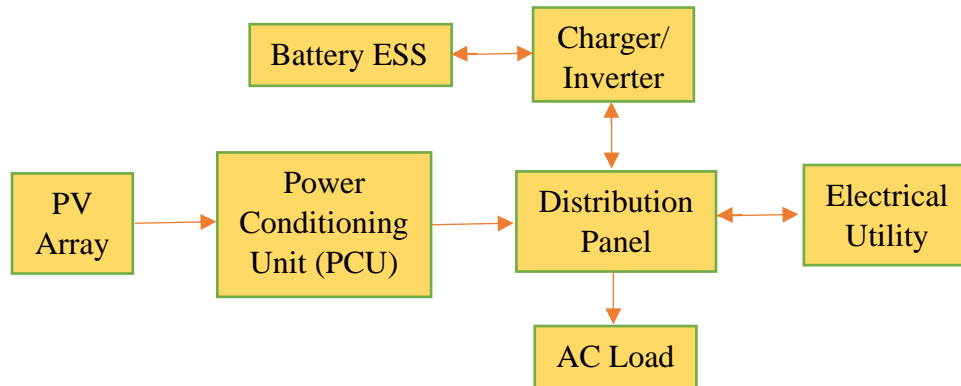 Battery ESS
Charger/
Inverter
PV
Array
Power
Conditioning
Unit (PCU)
Distribution
Panel
Electrical
Utility
AC Load